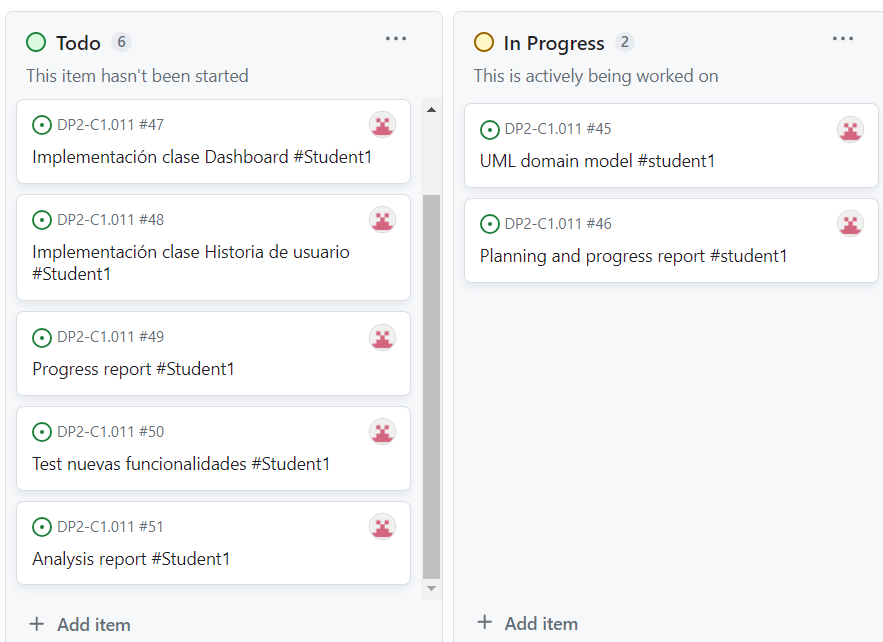 Todo 6
This item hasn't been started
DP2-C1.011 #47
Implementación clase Dashboard #Student1
DP2-C1.011 #48
Implementación clase Historia de usuario
#Student1
DP2-C1.011 #49
Progress report #Student1
DP2-C1.011 #50
Test nuevas funcionalidades #Student1
DP2-C1.011 #51
Analysis report #Student1
Add item
In Progress 2
This is actively being worked on
DP2-C1.011 #45
UML domain model #student1
DP2-C1.011 #46
Planning and progress report #student1
Add item